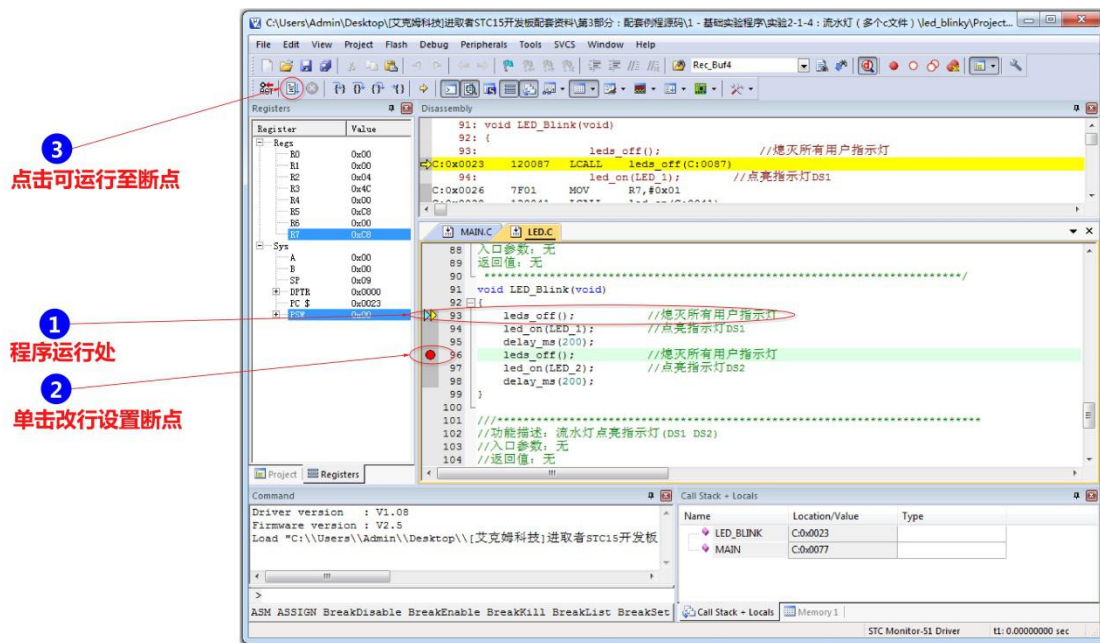 C:\Users\Admin\Desktop\[艾克姆科技]进取者STC15开发板配套资料\第3部分：配套例程源码\1 - 基础实验程序\实验2-1-4：流水灯（多个c文件）\led_blinky\Project...
File Edit View Project Flash Debug Peripherals Tools SVCS Window Help
Rec_Buf4
RST
3
点击可运行至断点
1
程序运行处
2
单击改行设置断点
Registers
Register Value
Regs
R0 0x00
R1 0x00
R2 0x04
R3 0x4C
R4 0x00
R5 0xC8
R6 0x00
R7 0xC8
Sys
A 0x00
B 0x00
SP 0x09
DPTR 0x0000
PC $ 0x0023
PSW 0x00
Project Registers
Disassembly
91: void LED_Blink(void)
92: {
93: leds_off(); //熄灭所有用户指示灯
C:0x0023 120087 LCALL leds_off(C:0087)
94: led_on(LED_1); //点亮指示灯DS1
C:0x0026 7F01 MOV R7,#0x01
MAIN.C LED.C
88 入口参数：无
89 返回值：无
90 **************************************************************************/
91 void LED_Blink(void)
92 {
93 leds_off(); //熄灭所有用户指示灯
94 led_on(LED_1); //点亮指示灯DS1
95 delay_ms(200);
96 leds_off(); //熄灭所有用户指示灯
97 led_on(LED_2); //点亮指示灯DS2
98 delay_ms(200);
99 }
100
101 ///**************************************************************************
102 //功能描述：流水灯点亮指示灯(DS1 DS2)
103 //入口参数：无
104 //返回值：无
Command
Driver version : V1.08
Firmware version : V2.5
Load "C:\\Users\\Admin\\Desktop\\[艾克姆科技]进取者STC15开发板
>
ASM ASSIGN BreakDisable BreakEnable BreakKill BreakList BreakSet
Call Stack + Locals
Name Location/Value Type
LED_BLINK C:0x0023
MAIN C:0x0077
Call Stack + Locals Memory 1
STC Monitor-51 Driver t1: 0.00000000 sec